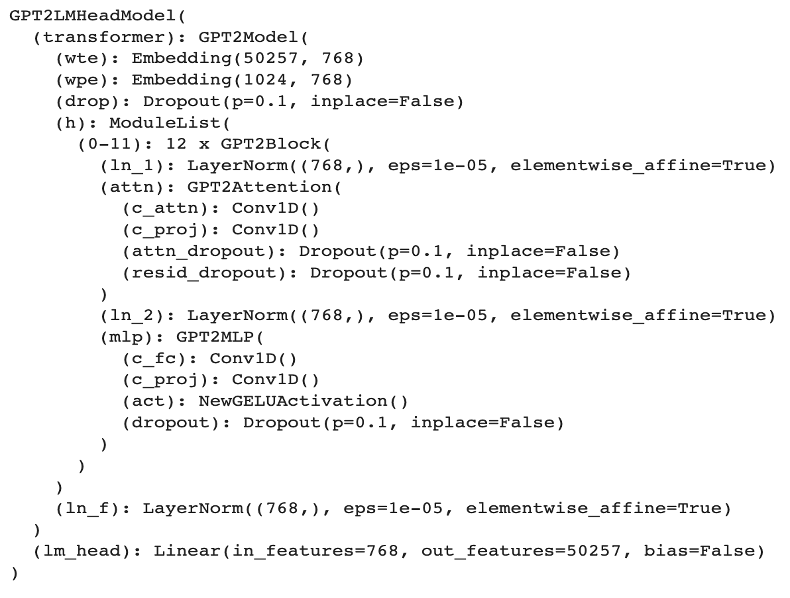 GPT2LMHeadModel(
  (transformer): GPT2Model(
    (wte): Embedding(50257, 768)
    (wpe): Embedding(1024, 768)
    (drop): Dropout(p=0.1, inplace=False)
    (h): ModuleList(
      (0-11): 12 x GPT2Block(
        (ln_1): LayerNorm((768,), eps=1e-05, elementwise_affine=True)
        (attn): GPT2Attention(
          (c_attn): Conv1D()
          (c_proj): Conv1D()
          (attn_dropout): Dropout(p=0.1, inplace=False)
          (resid_dropout): Dropout(p=0.1, inplace=False)
        )
        (ln_2): LayerNorm((768,), eps=1e-05, elementwise_affine=True)
        (mlp): GPT2MLP(
          (c_fc): Conv1D()
          (c_proj): Conv1D()
          (act): NewGELUActivation()
          (dropout): Dropout(p=0.1, inplace=False)
        )
      )
    )
    (ln_f): LayerNorm((768,), eps=1e-05, elementwise_affine=True)
  )
  (lm_head): Linear(in_features=768, out_features=50257, bias=False)
)